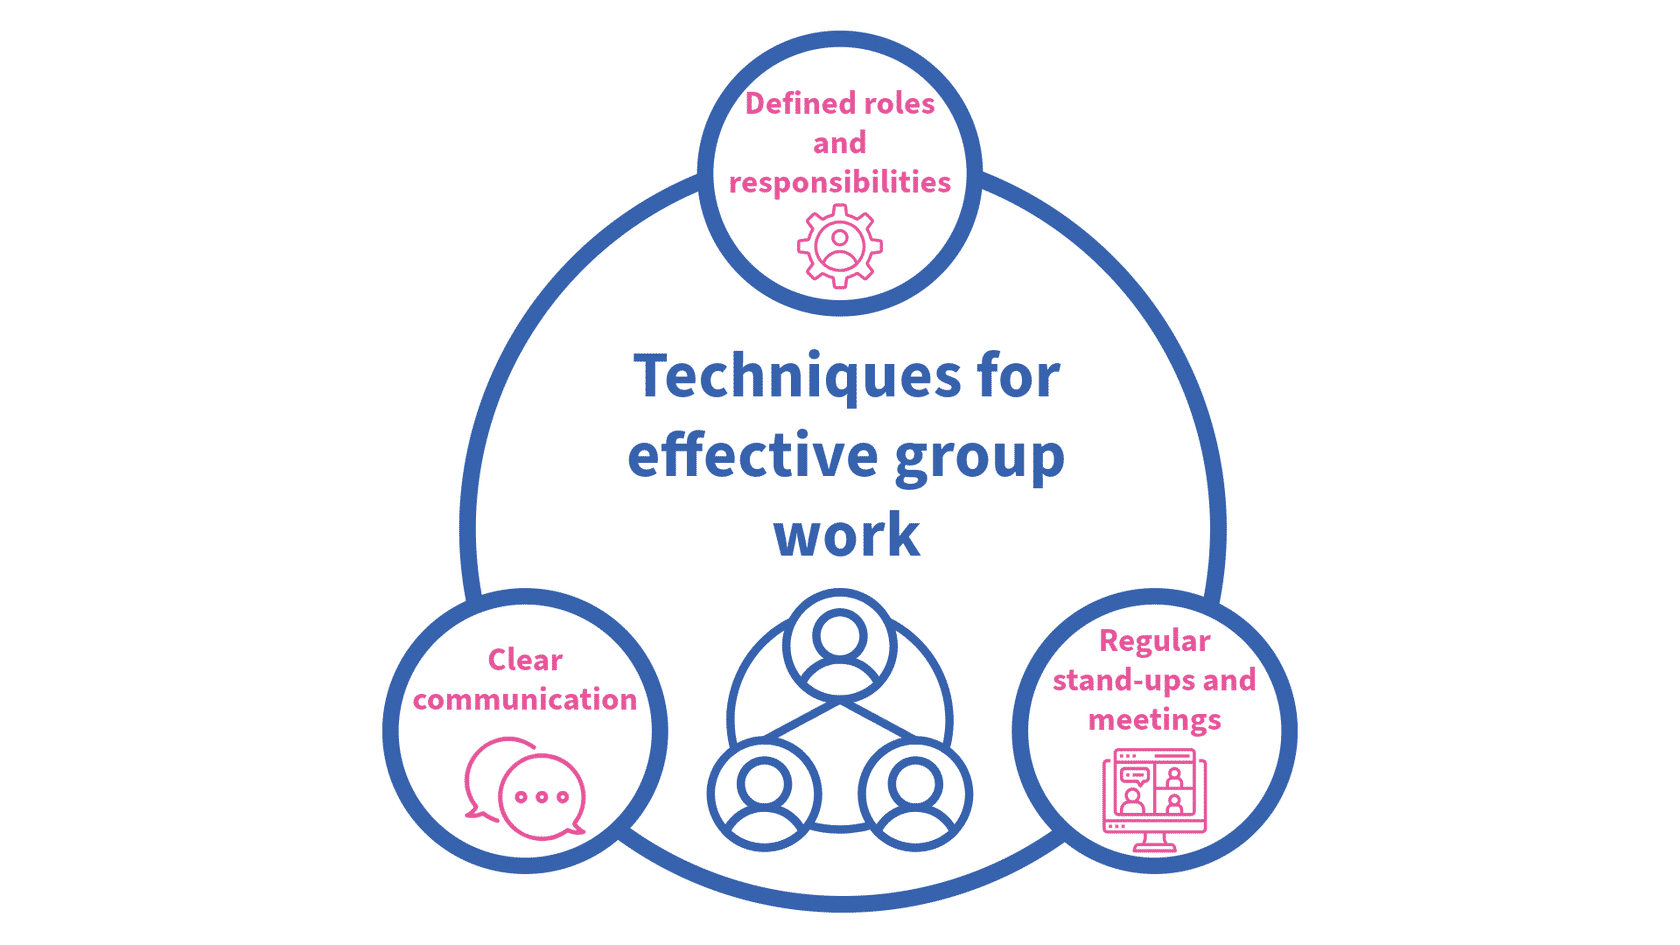 Defined roles
and
responsibilities
Techniques for
effective group
work
Clear
communication
Regular
stand-ups and
meetings